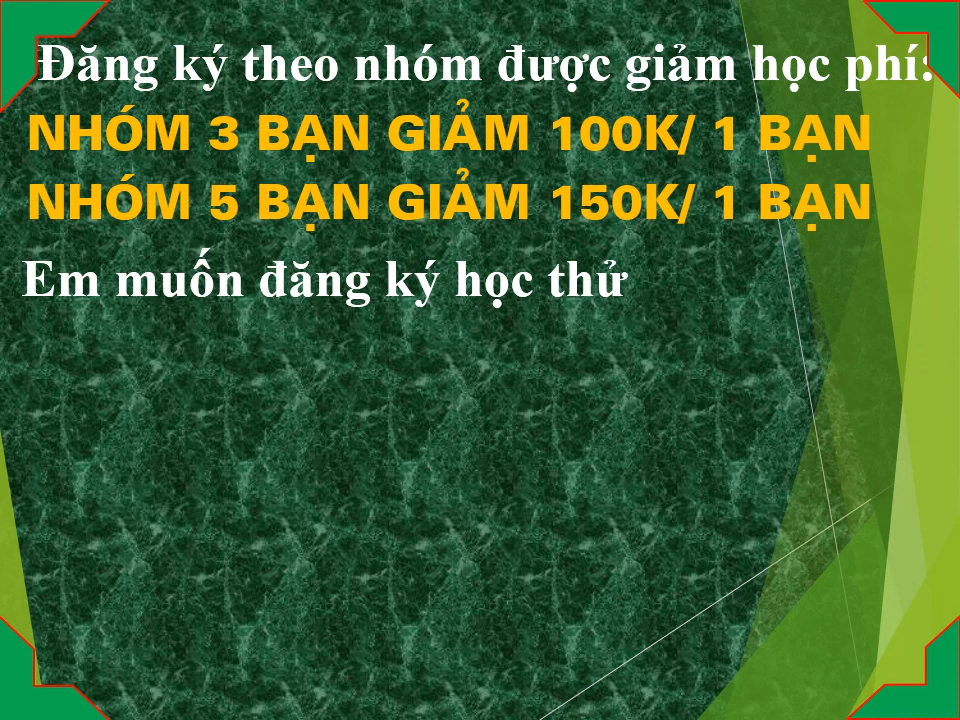 Đăng ký theo nhóm được giảm học phí:
NHÓM 3 BẠN GIẢM 100K/ 1 BẠN
NHÓM 5 BẠN GIẢM 150K/ 1 BẠN
Em muốn đăng ký học thử